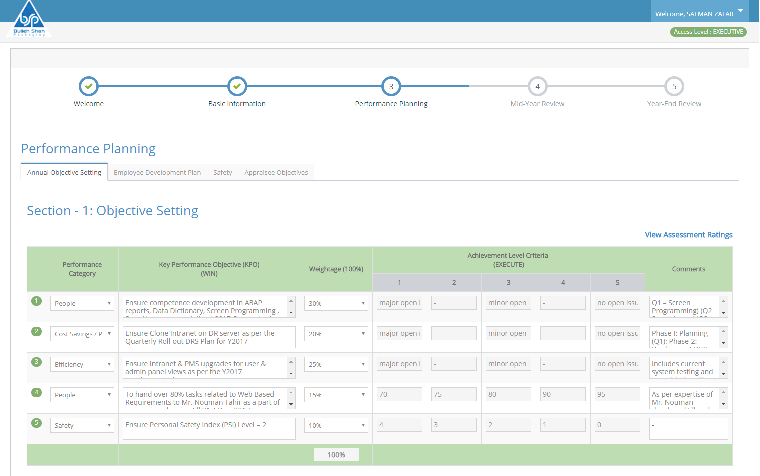 Welcome, SALMAN ZAFAR
bsp
Bulleh Shah
Packaging
Access Level : EXECUTIVE
3
4
5
Welcome
Basic Information
Performance Planning
Mid-Year Review
Year-End Review
Performance Planning
Annual Objective Setting
Employee Development Plan
Safety
Appraisee Objectives
Section - 1: Objective Setting
View Assessment Ratings
Performance
Category
Key Performance Objective (KPO)
(WIN)
Weightage (100%)
Achievement Level Criteria
(EXECUTE)
1 2 3 4 5
Comments
1
People
Ensure competence development in ABAP
reports, Data Dictionary, Screen Programming ,
30%
major open i
-
minor open
-
no open issu
Q1 – Screen
Programming) (Q2
2
Cost Savings / P
Ensure Clone Intranet on DR server as per the
Quarterly Roll out DRS Plan for Y2017
20%
major open i
minor open
no open issu
Phase I: Planning
(Q1); Phase 2:
3
Efficiency
Ensure Intranet & PMS upgrades for user &
admin panel views as per the Y2017
25%
major open i
minor open
no open issu
Includes current
system testing and
4
People
To hand over 80% tasks related to Web Based
Requirements to Mr. Nouman Tahir as a part of
15%
70
75
80
90
95
As per expertise of
Mr. Nouman
5
Safety
Ensure Personal Safety Index (PSI) Level – 2
10%
4
3
2
1
0
-
100%